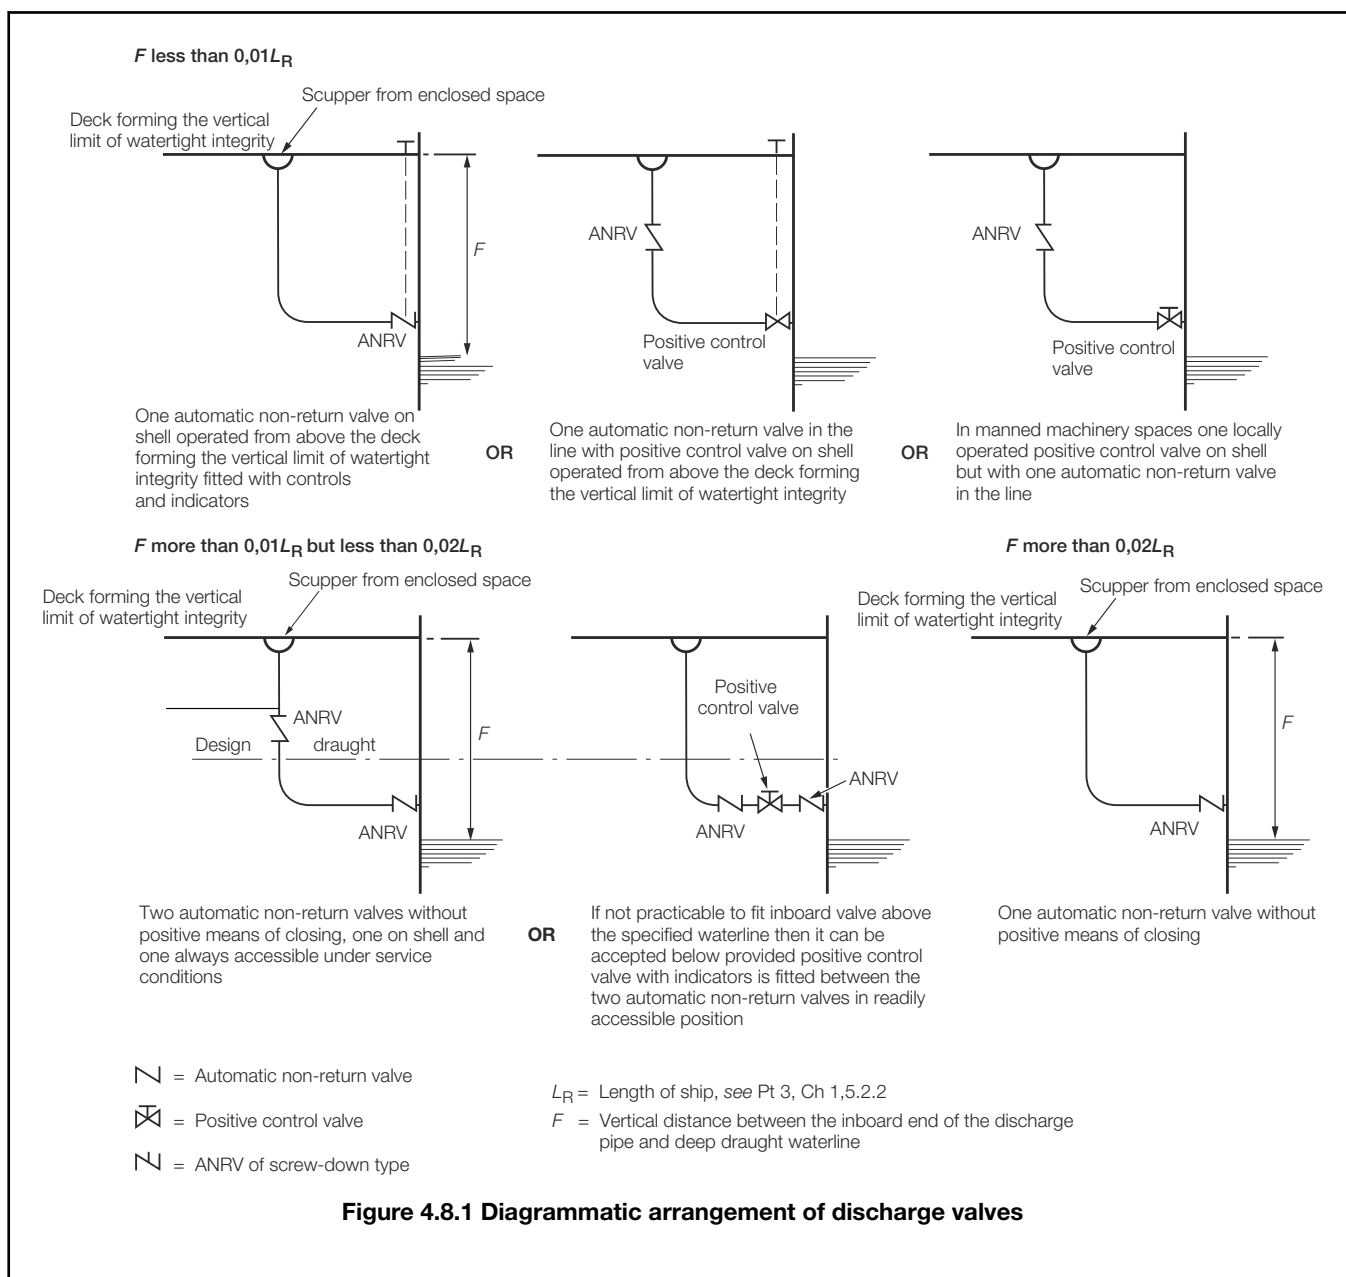 F less than 0,01LR
Scupper from enclosed space
Deck forming the vertical
limit of watertight integrity
F
ANRV
ANRV
Positive control
valve
ANRV
Positive control
valve
One automatic non-return valve on
shell operated from above the deck
forming the vertical limit of watertight
integrity fitted with controls
and indicators
OR
One automatic non-return valve in the
line with positive control valve on shell
operated from above the deck forming
the vertical limit of watertight integrity
OR
In manned machinery spaces one locally
operated positive control valve on shell
but with one automatic non-return valve
in the line
F more than 0,01LR but less than 0,02LR
Scupper from enclosed space
Deck forming the vertical
limit of watertight integrity
ANRV
Design draught
F
ANRV
Positive
control valve
ANRV
ANRV
F more than 0,02LR
Scupper from enclosed space
Deck forming the vertical
limit of watertight integrity
F
ANRV
Two automatic non-return valves without
positive means of closing, one on shell and
one always accessible under service
conditions
OR
If not practicable to fit inboard valve above
the specified waterline then it can be
accepted below provided positive control
valve with indicators is fitted between the
two automatic non-return valves in readily
accessible position
One automatic non-return valve without
positive means of closing
= Automatic non-return valve
= Positive control valve
= ANRV of screw-down type
LR = Length of ship, see Pt 3, Ch 1,5.2.2
F = Vertical distance between the inboard end of the discharge
pipe and deep draught waterline
Figure 4.8.1 Diagrammatic arrangement of discharge valves